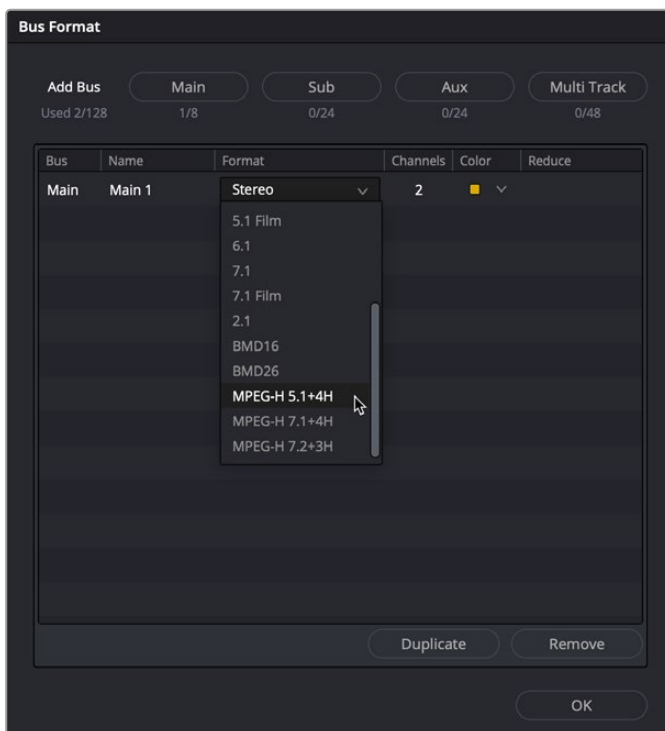 Bus Format
Add Bus Main Sub Aux Multi Track
Used 2/128 1/8 0/24 0/24 0/48
Bus Name Format Channels Color Reduce
Main Main 1 Stereo 2
5.1 Film
6.1
7.1
7.1 Film
2.1
BMD16
BMD26
MPEG-H 5.1+4H
MPEG-H 7.1+4H
MPEG-H 7.2+3H
Duplicate Remove
OK